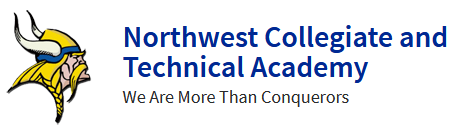 Northwest Collegiate and
Technical Academy
We Are More Than Conquerors